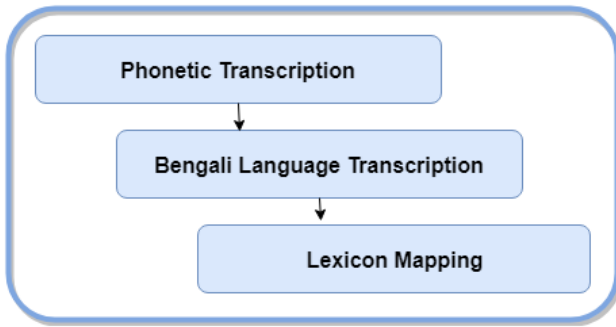 Phonetic Transcription
Bengali Language Transcription
Lexicon Mapping